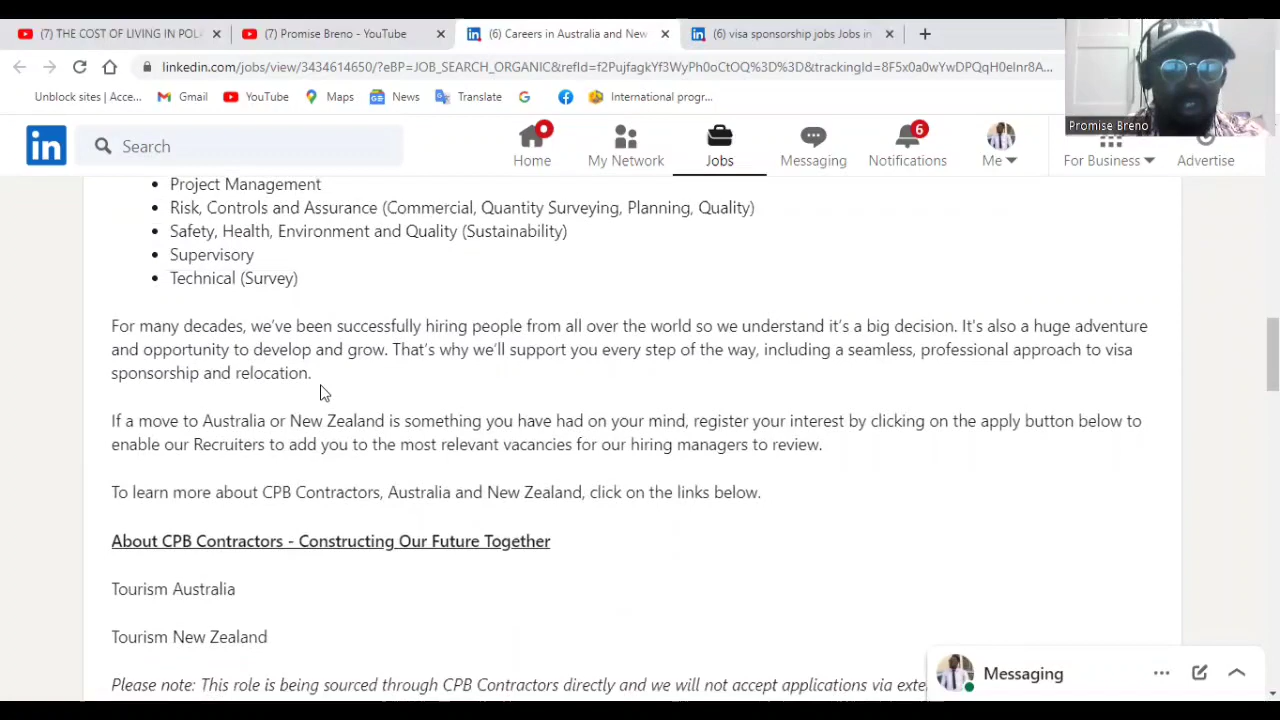 (7) THE COST OF LIVING IN POL
(7) Promise Breno - YouTube
(6) Careers in Australia and New
(6) visa sponsorship jobs Jobs in
linkedin.com/jobs/view/3434614650/?eBP=JOB_SEARCH_ORGANIC&refId=f2PujfagkYf3WyPh0oCtOQ%3D%3D&trackingId=8F5x0a0wYwDPQqH0elnr8A...
Unblock sites | Acce...
Gmail
YouTube
Maps
News
Translate
International progr...
Promise Breno
in
Search
Home
My Network
Jobs
Messaging
6
Notifications
Me
For Business
Advertise
• Project Management
• Risk, Controls and Assurance (Commercial, Quantity Surveying, Planning, Quality)
• Safety, Health, Environment and Quality (Sustainability)
• Supervisory
• Technical (Survey)
For many decades, we've been successfully hiring people from all over the world so we understand it's a big decision. It's also a huge adventure
and opportunity to develop and grow. That's why we'll support you every step of the way, including a seamless, professional approach to visa
sponsorship and relocation.
If a move to Australia or New Zealand is something you have had on your mind, register your interest by clicking on the apply button below to
enable our Recruiters to add you to the most relevant vacancies for our hiring managers to review.
To learn more about CPB Contractors, Australia and New Zealand, click on the links below.
About CPB Contractors - Constructing Our Future Together
Tourism Australia
Tourism New Zealand
Please note: This role is being sourced through CPB Contractors directly and we will not accept applications via exte
Messaging